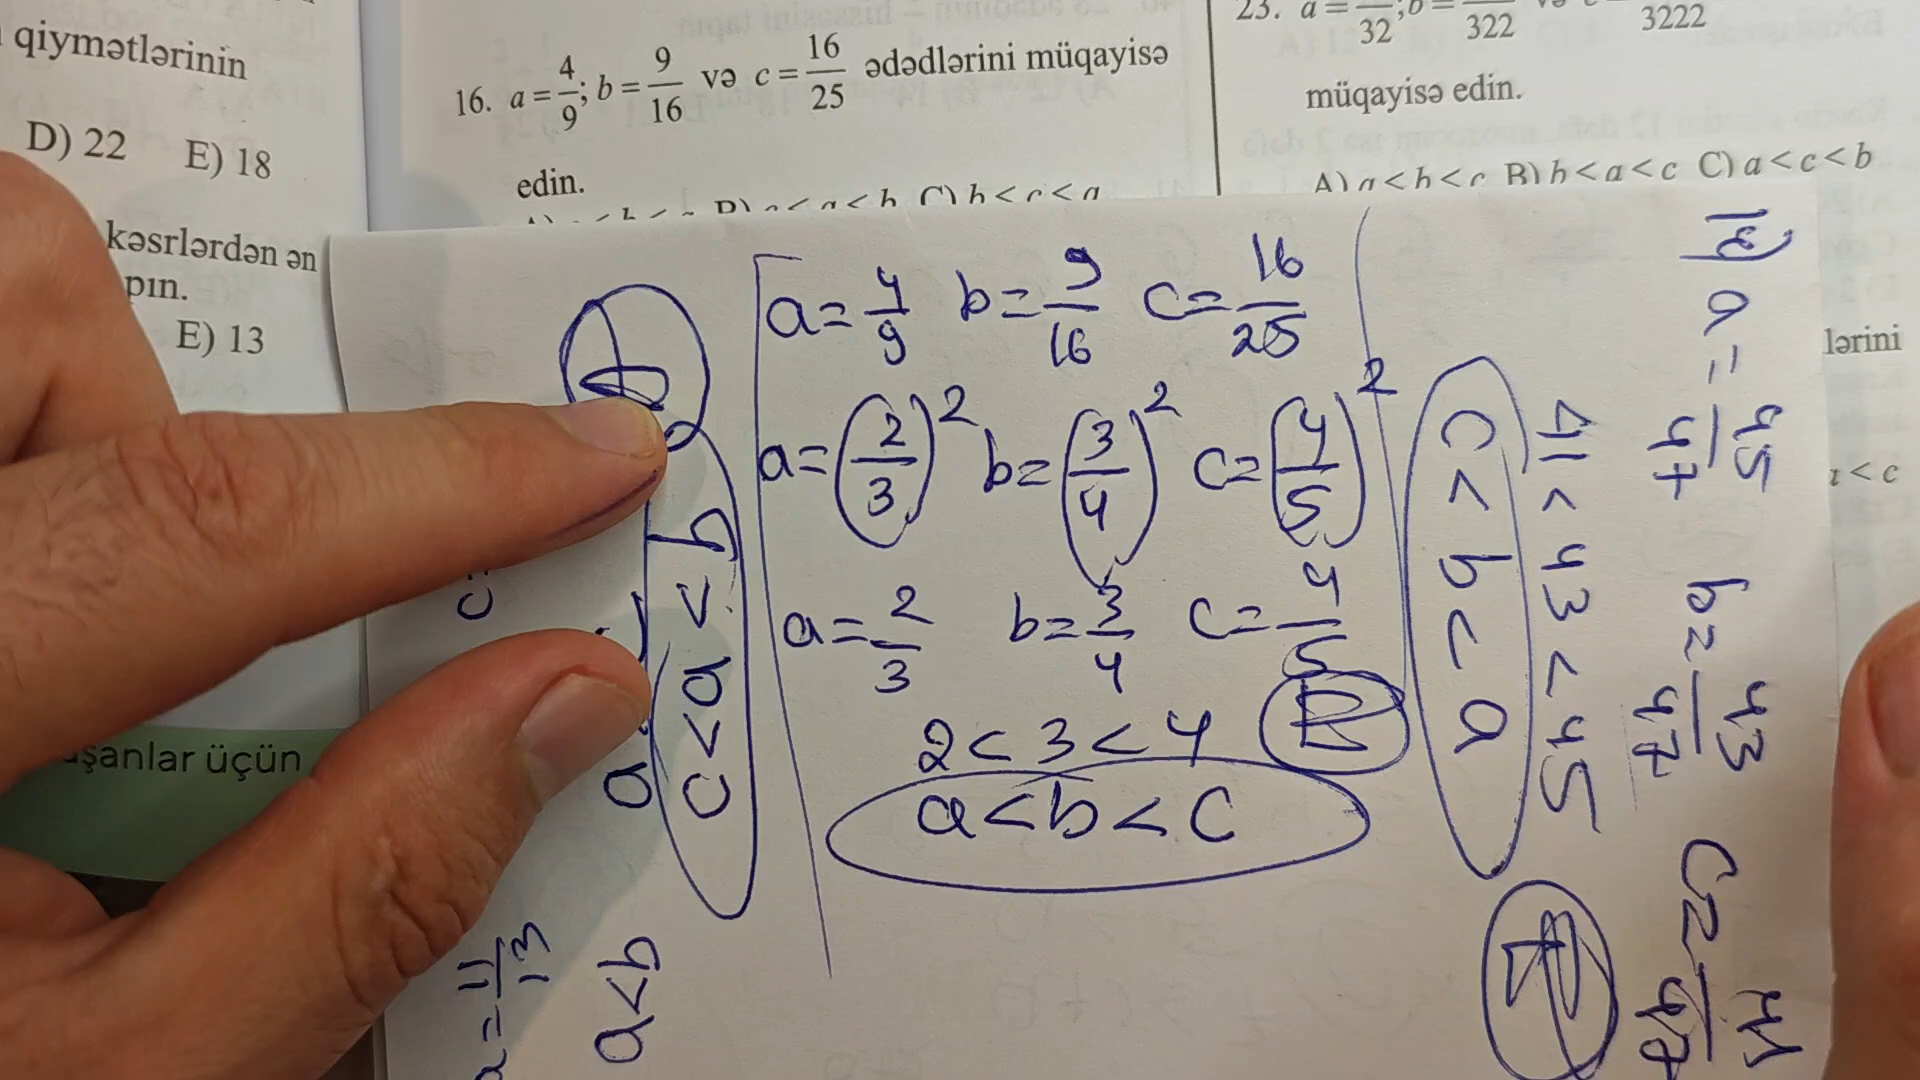 qiymətlərinin
D) 22 E) 18
kəsrlərdən ən
pın.
E) 13
şanlar üçün
16. a = 4/9; b = 9/16 və c = 16/25 ədədlərini müqayisə
edin.
B) c < a < b C) b < c < a
23. a = /32; b = /322 və c /3222
müqayisə edin.
A) a < b < c B) b < a < c C) a < c < b
lərini
< c
a = 4/9 b = 9/16 c = 16/25
a = (2/3)² b = (3/4)² c = (4/5)²
a = 2/3 b = 3/4 c = 4/5
2 < 3 < 4
a < b < c
c < a < b
a < b
a = 11/13
a = 45/47 b = 43/47 c = 41/47
41 < 43 < 45
c < b < a